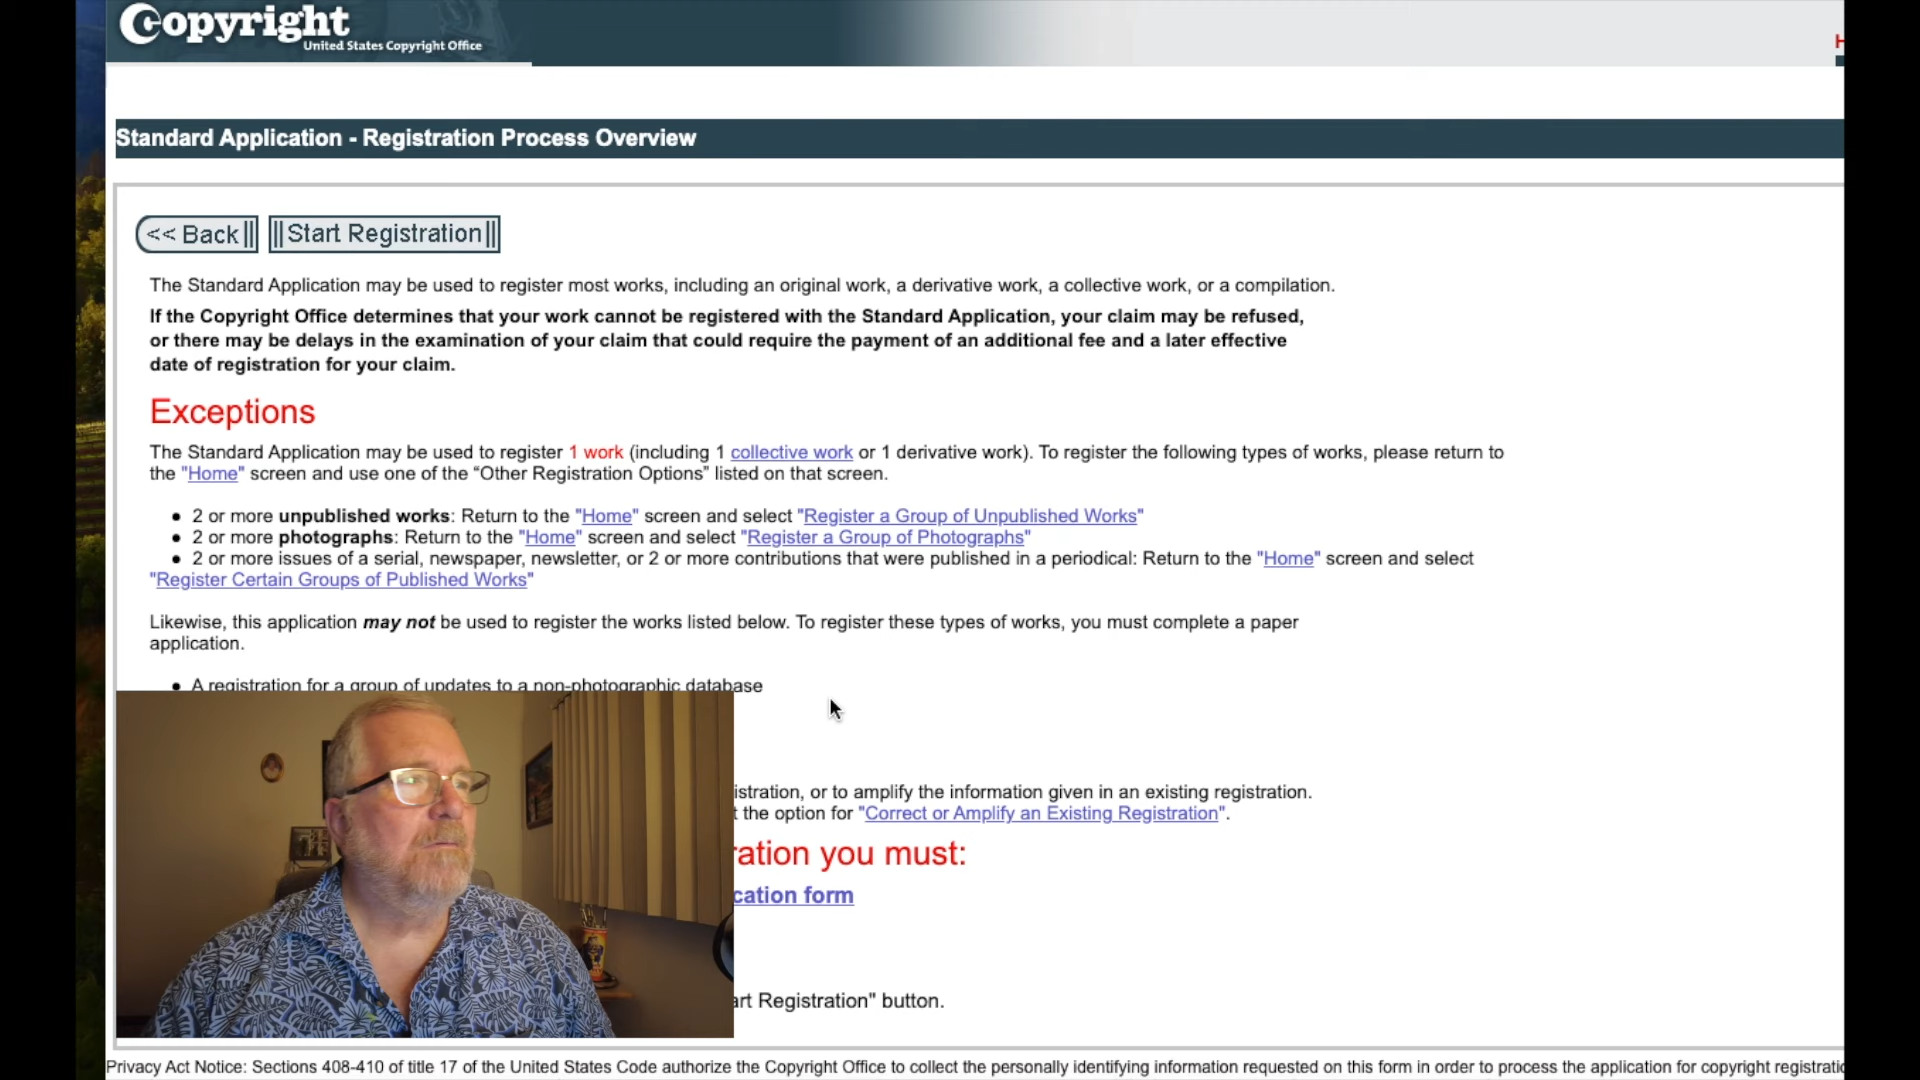 Copyright
United States Copyright Office
H
Standard Application - Registration Process Overview
<< Back
Start Registration
The Standard Application may be used to register most works, including an original work, a derivative work, a collective work, or a compilation.
If the Copyright Office determines that your work cannot be registered with the Standard Application, your claim may be refused,
or there may be delays in the examination of your claim that could require the payment of an additional fee and a later effective
date of registration for your claim.
Exceptions
The Standard Application may be used to register 1 work (including 1 collective work or 1 derivative work). To register the following types of works, please return to
the "Home" screen and use one of the “Other Registration Options” listed on that screen.
• 2 or more unpublished works: Return to the "Home" screen and select "Register a Group of Unpublished Works"
• 2 or more photographs: Return to the "Home" screen and select "Register a Group of Photographs"
• 2 or more issues of a serial, newspaper, newsletter, or 2 or more contributions that were published in a periodical: Return to the "Home" screen and select
"Register Certain Groups of Published Works"
Likewise, this application may not be used to register the works listed below. To register these types of works, you must complete a paper
application.
• A registration for a group of updates to a non-photographic database
istration, or to amplify the information given in an existing registration.
t the option for "Correct or Amplify an Existing Registration".
ration you must:
cation form
art Registration" button.
Privacy Act Notice: Sections 408-410 of title 17 of the United States Code authorize the Copyright Office to collect the personally identifying information requested on this form in order to process the application for copyright registratio